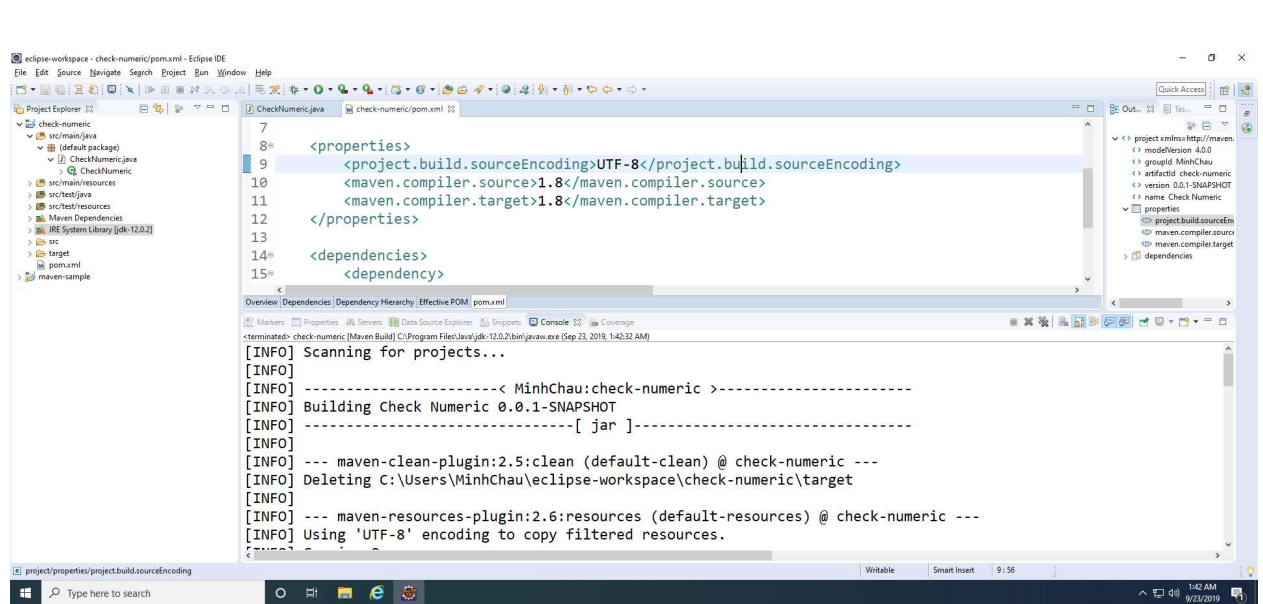 eclipse-workspace - check-numeric/pom.xml - Eclipse IDE
File Edit Source Navigate Search Project Run Window Help
Quick Access
Project Explorer
CheckNumeric.java check-numeric/pom.xml
Out... Tas...
check-numeric
src/main/java
(default package)
CheckNumeric.java
CheckNumeric
src/main/resources
src/test/java
src/test/resources
Maven Dependencies
JRE System Library [jdk-12.0.2]
src
target
pom.xml
maven-sample
7
8 <properties>
9 <project.build.sourceEncoding>UTF-8</project.build.sourceEncoding>
10 <maven.compiler.source>1.8</maven.compiler.source>
11 <maven.compiler.target>1.8</maven.compiler.target>
12 </properties>
13
14 <dependencies>
15 <dependency>
Overview Dependencies Dependency Hierarchy Effective POM pom.xml
project xmlns=http://maven.
modelVersion 4.0.0
groupId MinhChau
artifactId check-numeric
version 0.0.1-SNAPSHOT
name Check Numeric
properties
project.build.sourceEn
maven.compiler.source
maven.compiler.target
dependencies
Markers Properties Servers Data Source Explorer Snippets Console Coverage
<terminated> check-numeric [Maven Build] C:\Program Files\Java\jdk-12.0.2\bin\javaw.exe (Sep 23, 2019, 1:42:32 AM)
[INFO] Scanning for projects...
[INFO]
[INFO] -----------------------< MinhChau:check-numeric >-----------------------
[INFO] Building Check Numeric 0.0.1-SNAPSHOT
[INFO] --------------------------------[ jar ]---------------------------------
[INFO]
[INFO] --- maven-clean-plugin:2.5:clean (default-clean) @ check-numeric ---
[INFO] Deleting C:\Users\MinhChau\eclipse-workspace\check-numeric\target
[INFO]
[INFO] --- maven-resources-plugin:2.6:resources (default-resources) @ check-numeric ---
[INFO] Using 'UTF-8' encoding to copy filtered resources.
project/properties/project.build.sourceEncoding
Writable Smart Insert 9:56
Type here to search
1:42 AM
9/23/2019